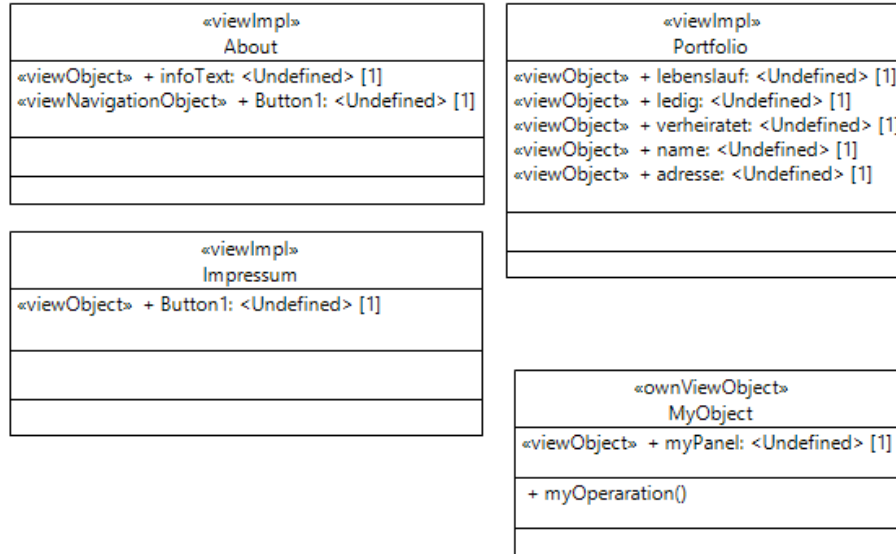 «viewImpl»
About
«viewObject» + infoText: <Undefined> [1]
«viewNavigationObject» + Button1: <Undefined> [1]
«viewImpl»
Portfolio
«viewObject» + lebenslauf: <Undefined> [1]
«viewObject» + ledig: <Undefined> [1]
«viewObject» + verheiratet: <Undefined> [1]
«viewObject» + name: <Undefined> [1]
«viewObject» + adresse: <Undefined> [1]
«viewImpl»
Impressum
«viewObject» + Button1: <Undefined> [1]
«ownViewObject»
MyObject
«viewObject» + myPanel: <Undefined> [1]
+ myOperaration()